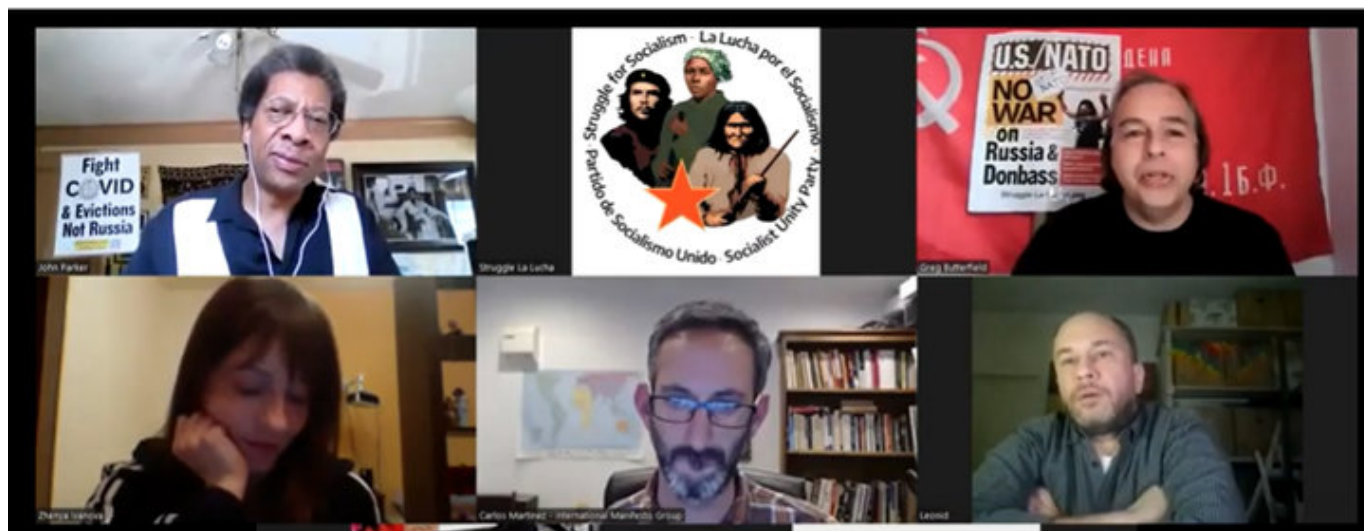 Fight
COVID
& Evictions
Not Russia
John Parker
Struggle for Socialism · La Lucha por el Socialismo
Partido de Socialismo Unido · Socialist Unity Party
Struggle La Lucha
U.S./NATO
NO
WAR
on
Russia &
Donbass
ДЕНА
.1Б.Ф.
Greg Butterfield
Zhenya Ivanova
Carlos Martinez - International Manifesto Group
Leonid